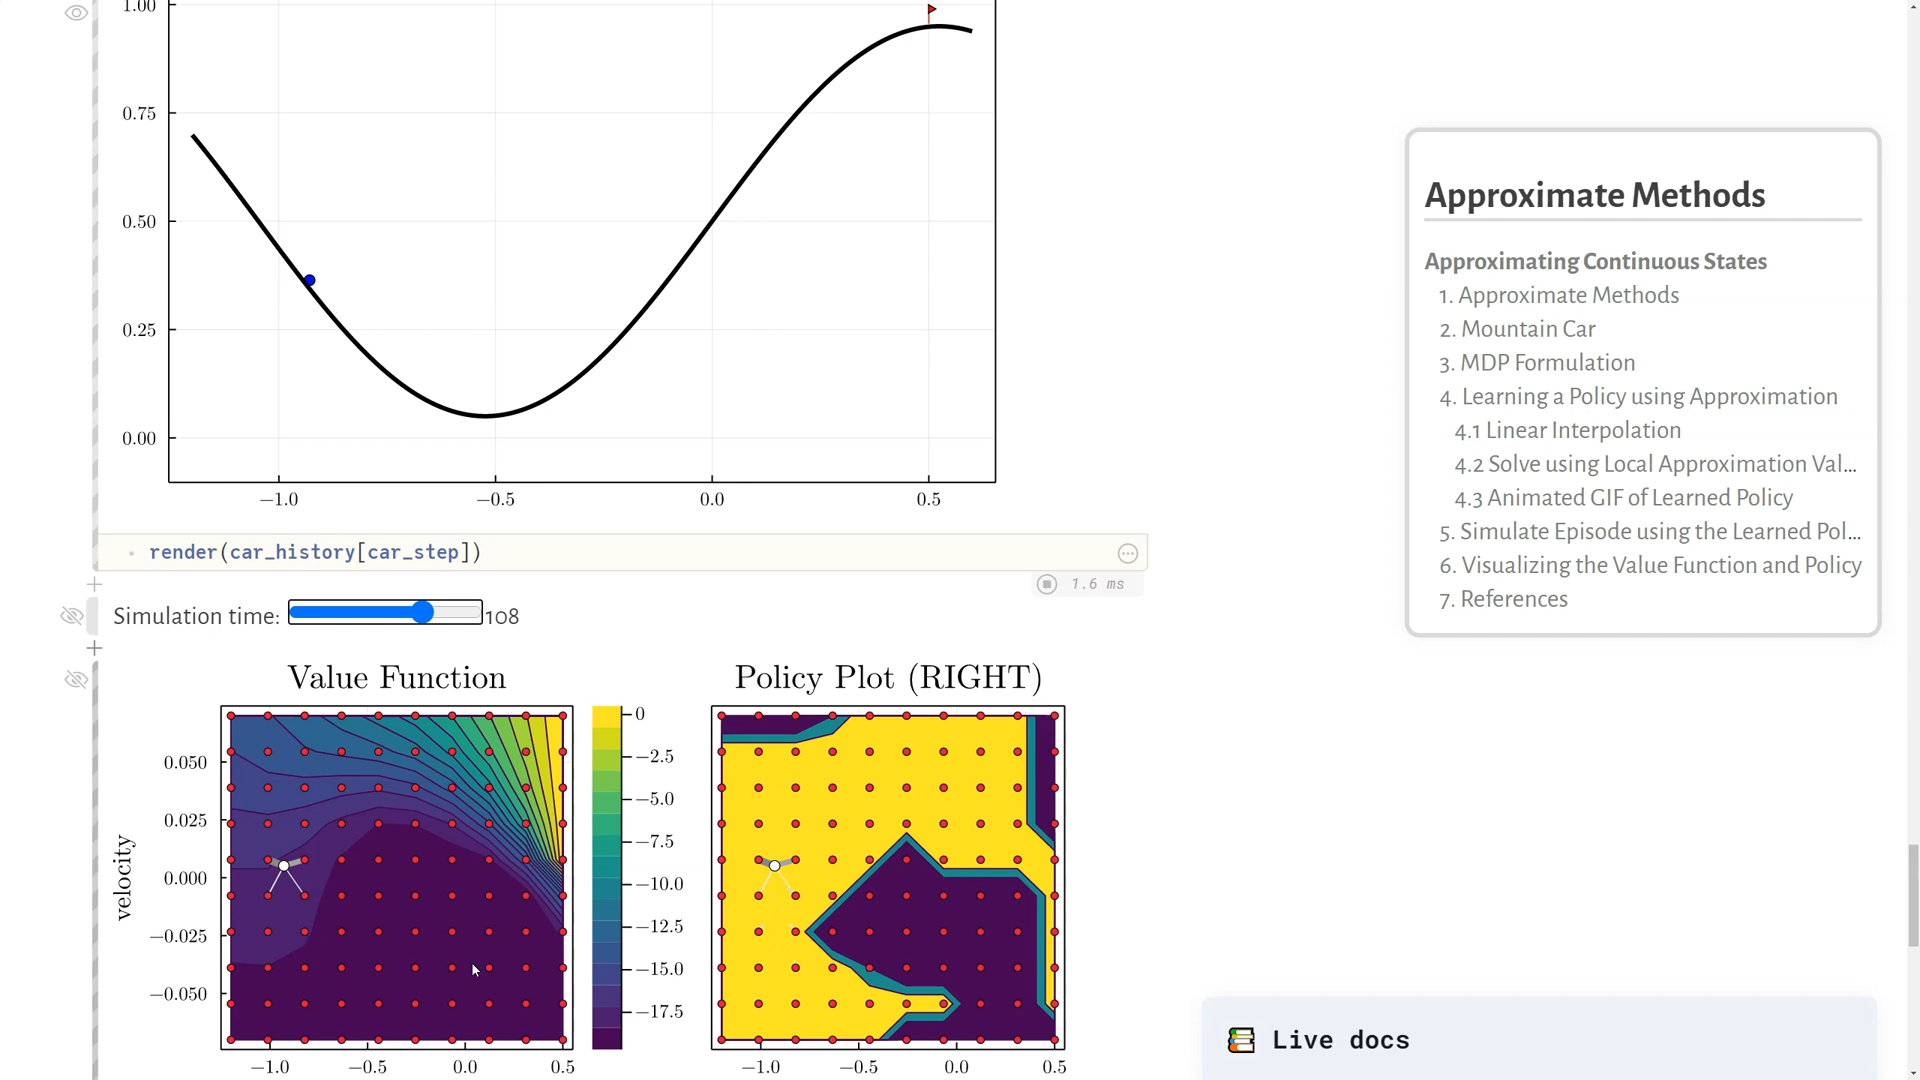 1.00
0.75
0.50
0.25
0.00
−1.0 −0.5 0.0 0.5
render(car_history[car_step])
1.6 ms
Simulation time: 108
Value Function
velocity
0.050
0.025
0.000
−0.025
−0.050
−1.0 −0.5 0.0 0.5
0
−2.5
−5.0
−7.5
−10.0
−12.5
−15.0
−17.5
Policy Plot (RIGHT)
−1.0 −0.5 0.0 0.5
Approximate Methods
Approximating Continuous States
1. Approximate Methods
2. Mountain Car
3. MDP Formulation
4. Learning a Policy using Approximation
4.1 Linear Interpolation
4.2 Solve using Local Approximation Val...
4.3 Animated GIF of Learned Policy
5. Simulate Episode using the Learned Pol...
6. Visualizing the Value Function and Policy
7. References
Live docs